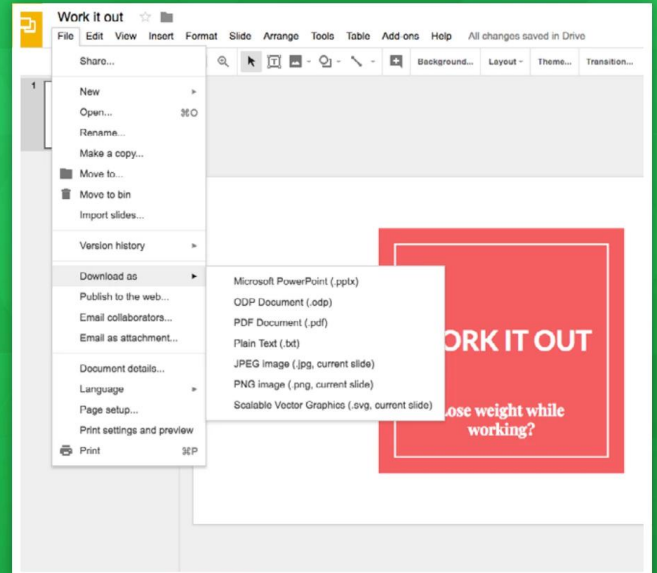 Work it out
File Edit View Insert Format Slide Arrange Tools Table Add-ons Help All changes saved in Drive
Background... Layout Theme... Transition...
Share...
New
Open... ⌘O
Rename...
Make a copy...
Move to...
Move to bin
Import slides...
Version history
Download as
Publish to the web...
Email collaborators...
Email as attachment...
Document details...
Language
Page setup...
Print settings and preview
Print ⌘P
Microsoft PowerPoint (.pptx)
ODP Document (.odp)
PDF Document (.pdf)
Plain Text (.txt)
JPEG image (.jpg, current slide)
PNG image (.png, current slide)
Scalable Vector Graphics (.svg, current slide)
1
ORK IT OUT
Lose weight while
working?